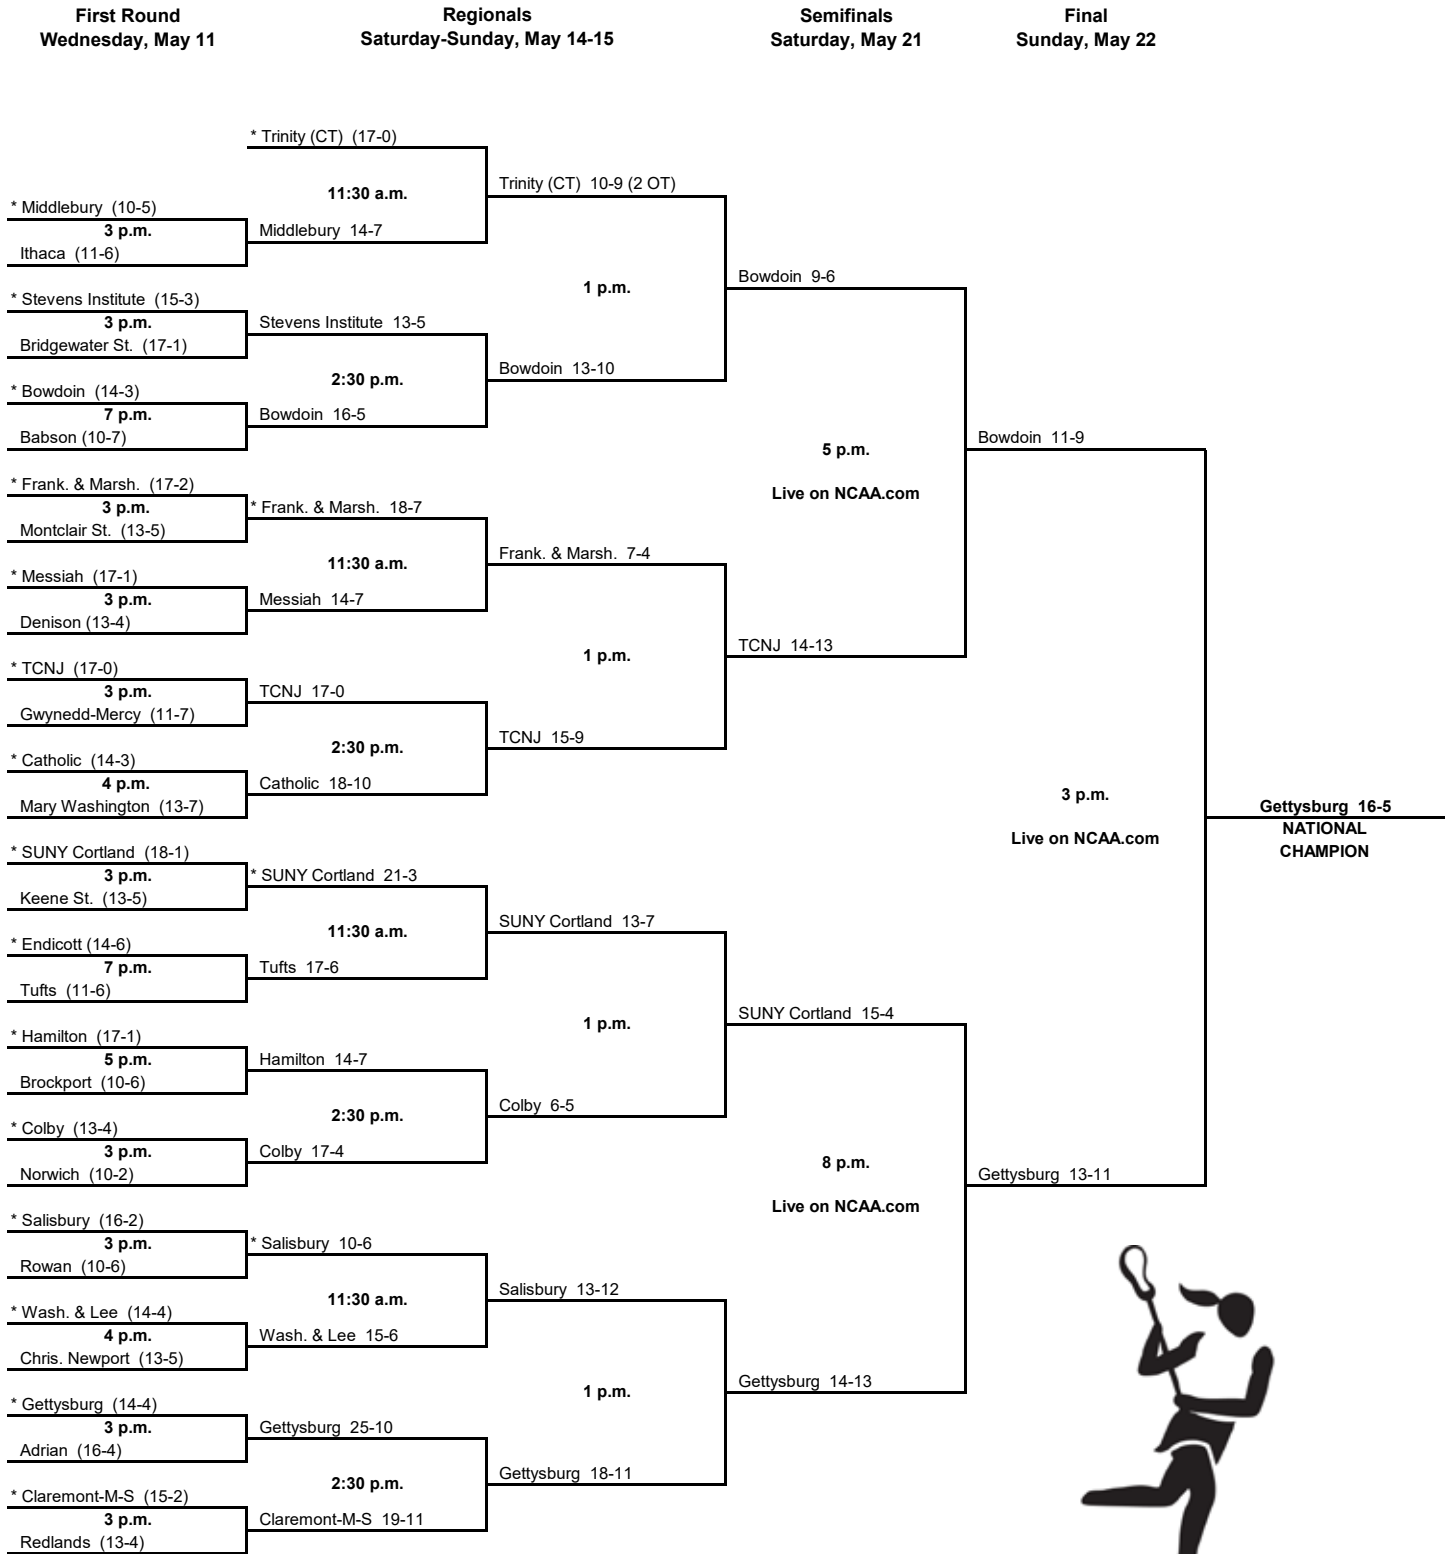 First Round
Wednesday, May 11
Regionals
Saturday-Sunday, May 14-15
Semifinals
Saturday, May 21
Final
Sunday, May 22
* Trinity (CT) (17-0)
11:30 a.m.
Trinity (CT) 10-9 (2 OT)
* Middlebury (10-5)
3 p.m.
Ithaca (11-6)
Middlebury 14-7
1 p.m.
Bowdoin 9-6
* Stevens Institute (15-3)
3 p.m.
Bridgewater St. (17-1)
Stevens Institute 13-5
2:30 p.m.
Bowdoin 13-10
* Bowdoin (14-3)
7 p.m.
Babson (10-7)
Bowdoin 16-5
5 p.m.
Live on NCAA.com
Bowdoin 11-9
* Frank. & Marsh. (17-2)
3 p.m.
Montclair St. (13-5)
* Frank. & Marsh. 18-7
11:30 a.m.
Frank. & Marsh. 7-4
* Messiah (17-1)
3 p.m.
Denison (13-4)
Messiah 14-7
1 p.m.
TCNJ 14-13
* TCNJ (17-0)
3 p.m.
Gwynedd-Mercy (11-7)
TCNJ 17-0
2:30 p.m.
TCNJ 15-9
* Catholic (14-3)
4 p.m.
Mary Washington (13-7)
Catholic 18-10
3 p.m.
Live on NCAA.com
Gettysburg 16-5
NATIONAL
CHAMPION
* SUNY Cortland (18-1)
3 p.m.
Keene St. (13-5)
* SUNY Cortland 21-3
11:30 a.m.
SUNY Cortland 13-7
* Endicott (14-6)
7 p.m.
Tufts (11-6)
Tufts 17-6
1 p.m.
SUNY Cortland 15-4
* Hamilton (17-1)
5 p.m.
Brockport (10-6)
Hamilton 14-7
2:30 p.m.
Colby 6-5
* Colby (13-4)
3 p.m.
Norwich (10-2)
Colby 17-4
8 p.m.
Live on NCAA.com
Gettysburg 13-11
* Salisbury (16-2)
3 p.m.
Rowan (10-6)
* Salisbury 10-6
11:30 a.m.
Salisbury 13-12
* Wash. & Lee (14-4)
4 p.m.
Chris. Newport (13-5)
Wash. & Lee 15-6
1 p.m.
Gettysburg 14-13
* Gettysburg (14-4)
3 p.m.
Adrian (16-4)
Gettysburg 25-10
2:30 p.m.
Gettysburg 18-11
* Claremont-M-S (15-2)
3 p.m.
Redlands (13-4)
Claremont-M-S 19-11